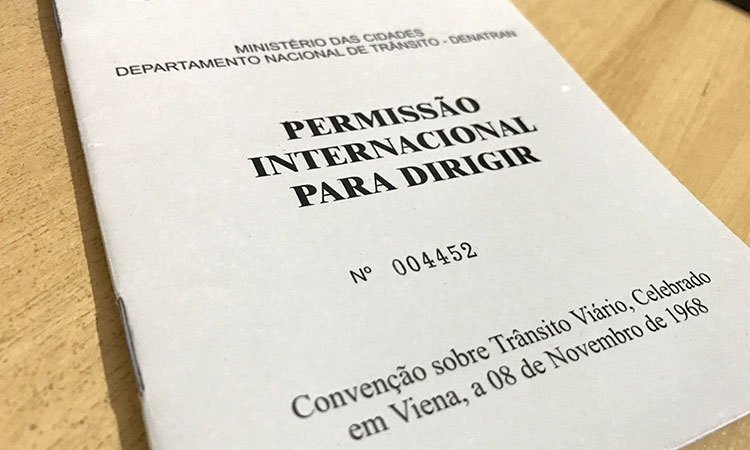 MINISTÉRIO DAS CIDADES
DEPARTAMENTO NACIONAL DE TRÂNSITO - DENATRAN
PERMISSÃO
INTERNACIONAL
PARA DIRIGIR
Nº 004452
Convenção sobre Trânsito Viário, Celebrado
em Viena, a 08 de Novembro de 1968